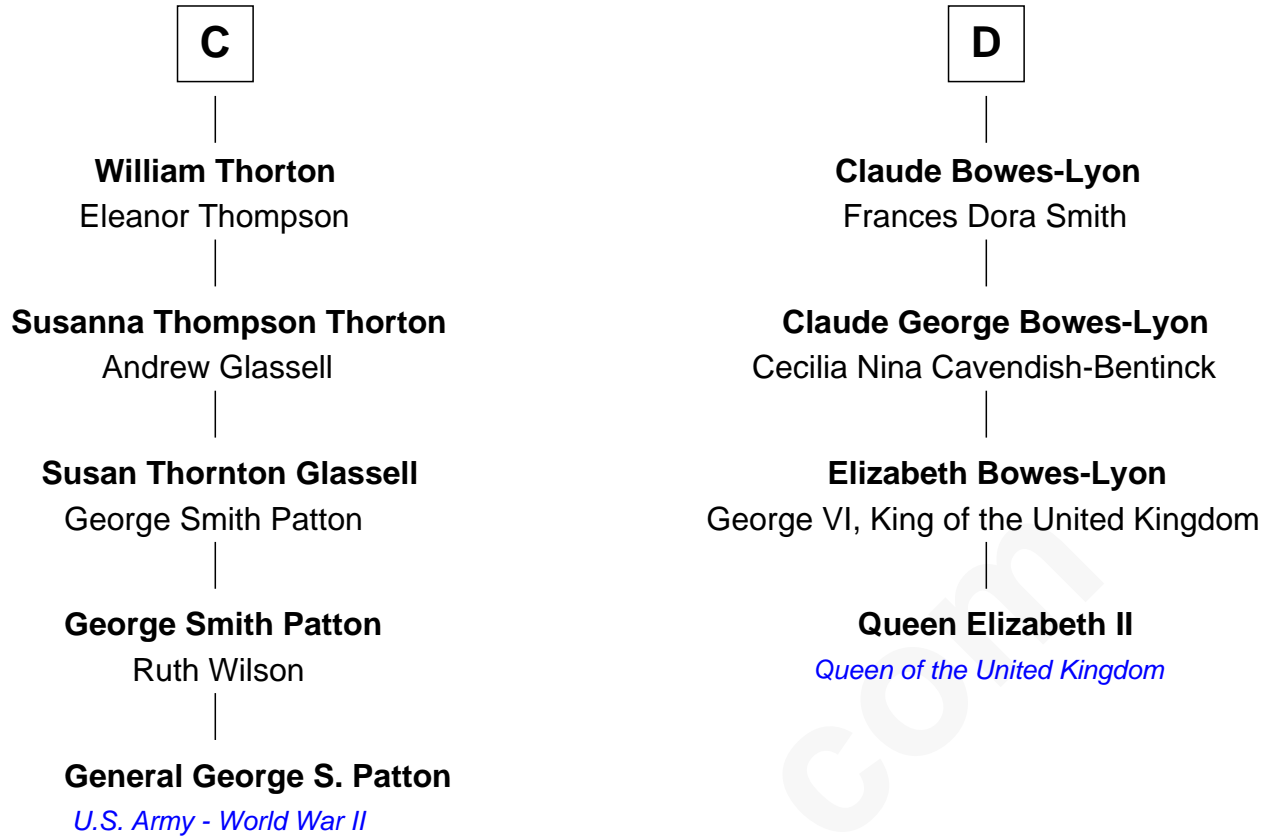 C
William Thorton
Eleanor Thompson
Susanna Thompson Thorton
Andrew Glassell
Susan Thornton Glassell
George Smith Patton
George Smith Patton
Ruth Wilson
General George S. Patton
U.S. Army - World War II
D
Claude Bowes-Lyon
Frances Dora Smith
Claude George Bowes-Lyon
Cecilia Nina Cavendish-Bentinck
Elizabeth Bowes-Lyon
George VI, King of the United Kingdom
Queen Elizabeth II
Queen of the United Kingdom
com